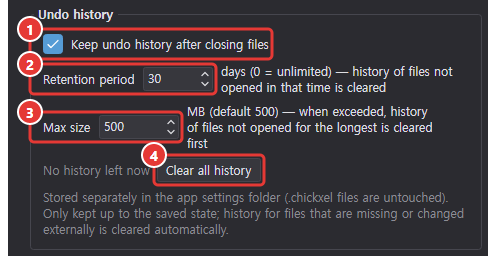 Undo history
1
Keep undo history after closing files
2
Retention period 30 days (0 = unlimited) — history of files not
opened in that time is cleared
3
Max size 500 MB (default 500) — when exceeded, history
of files not opened for the longest is cleared
first
4
No history left now Clear all history
Stored separately in the app settings folder (.chickxel files are untouched).
Only kept up to the saved state; history for files that are missing or changed
externally is cleared automatically.